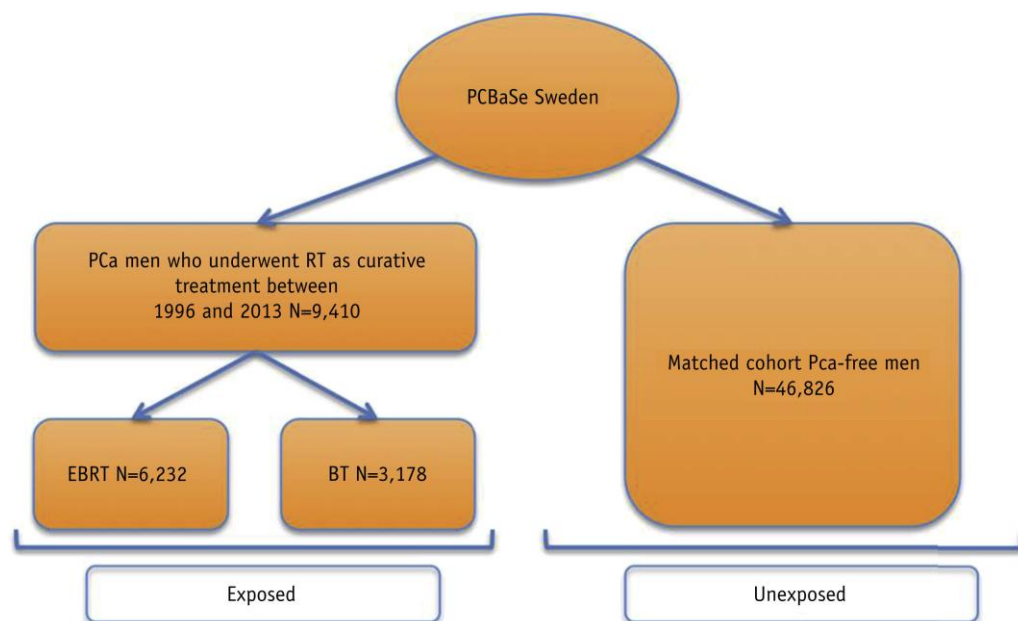 PCBaSe Sweden
PCa men who underwent RT as curative
treatment between
1996 and 2013 N=9,410
Matched cohort Pca-free men
N=46,826
EBRT N=6,232
BT N=3,178
Exposed
Unexposed